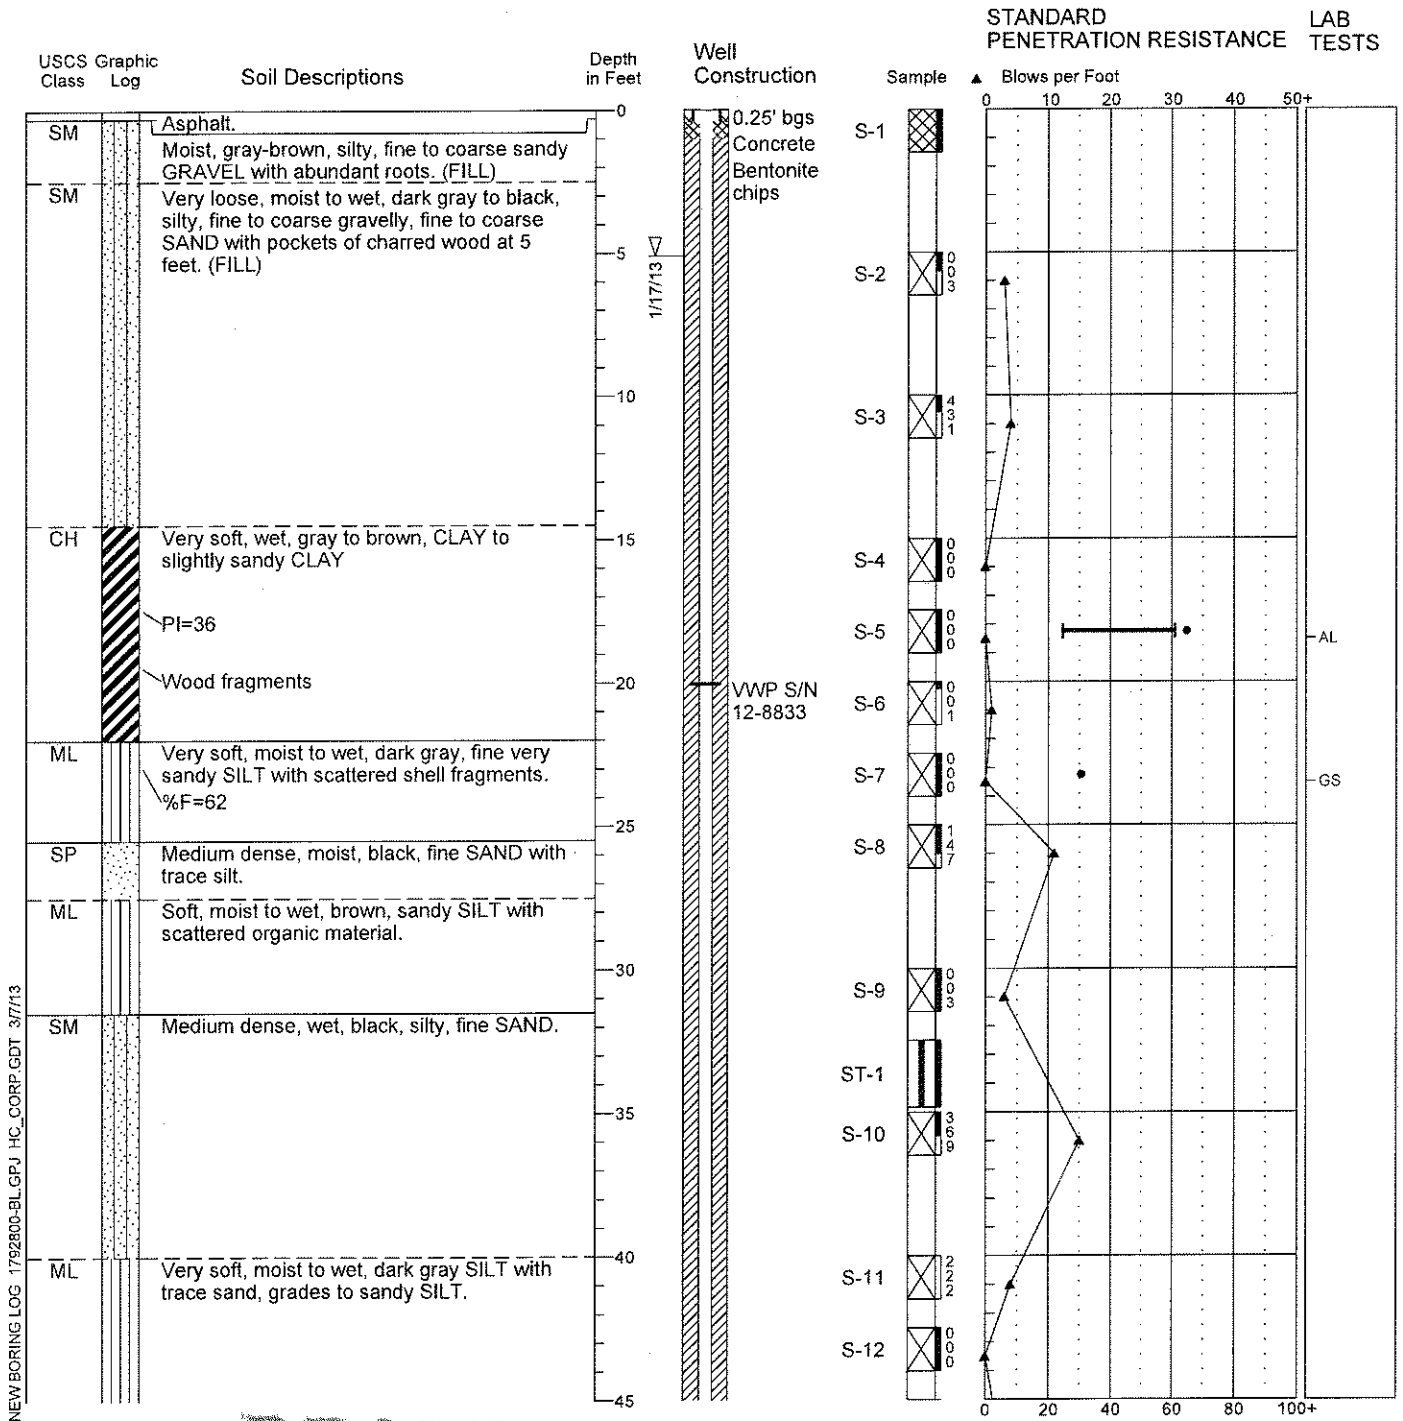 STANDARD
PENETRATION RESISTANCE
LAB
TESTS
USCS Graphic
Class Log
Soil Descriptions
Depth
in Feet
Well
Construction
Sample
▲ Blows per Foot
0 10 20 30 40 50+
SM
Asphalt.
Moist, gray-brown, silty, fine to coarse sandy
GRAVEL with abundant roots. (FILL)
SM
Very loose, moist to wet, dark gray to black,
silty, fine to coarse gravelly, fine to coarse
SAND with pockets of charred wood at 5
feet. (FILL)
CH
Very soft, wet, gray to brown, CLAY to
slightly sandy CLAY
PI=36
Wood fragments
ML
Very soft, moist to wet, dark gray, fine very
sandy SILT with scattered shell fragments.
%F=62
SP
Medium dense, moist, black, fine SAND with
trace silt.
ML
Soft, moist to wet, brown, sandy SILT with
scattered organic material.
SM
Medium dense, wet, black, silty, fine SAND.
ML
Very soft, moist to wet, dark gray SILT with
trace sand, grades to sandy SILT.
0
5
10
15
20
25
30
35
40
45
1/17/13
0.25' bgs
Concrete
Bentonite
chips
VWP S/N
12-8833
S-1
S-2
0
0
3
S-3
4
3
1
S-4
0
0
0
S-5
0
0
0
S-6
0
0
1
S-7
0
0
0
S-8
1
4
7
S-9
0
0
3
ST-1
S-10
3
6
9
S-11
2
2
2
S-12
0
0
0
AL
GS
0 20 40 60 80 100+
NEW BORING LOG 1792800-BL.GPJ HC_CORP.GDT 3/7/13